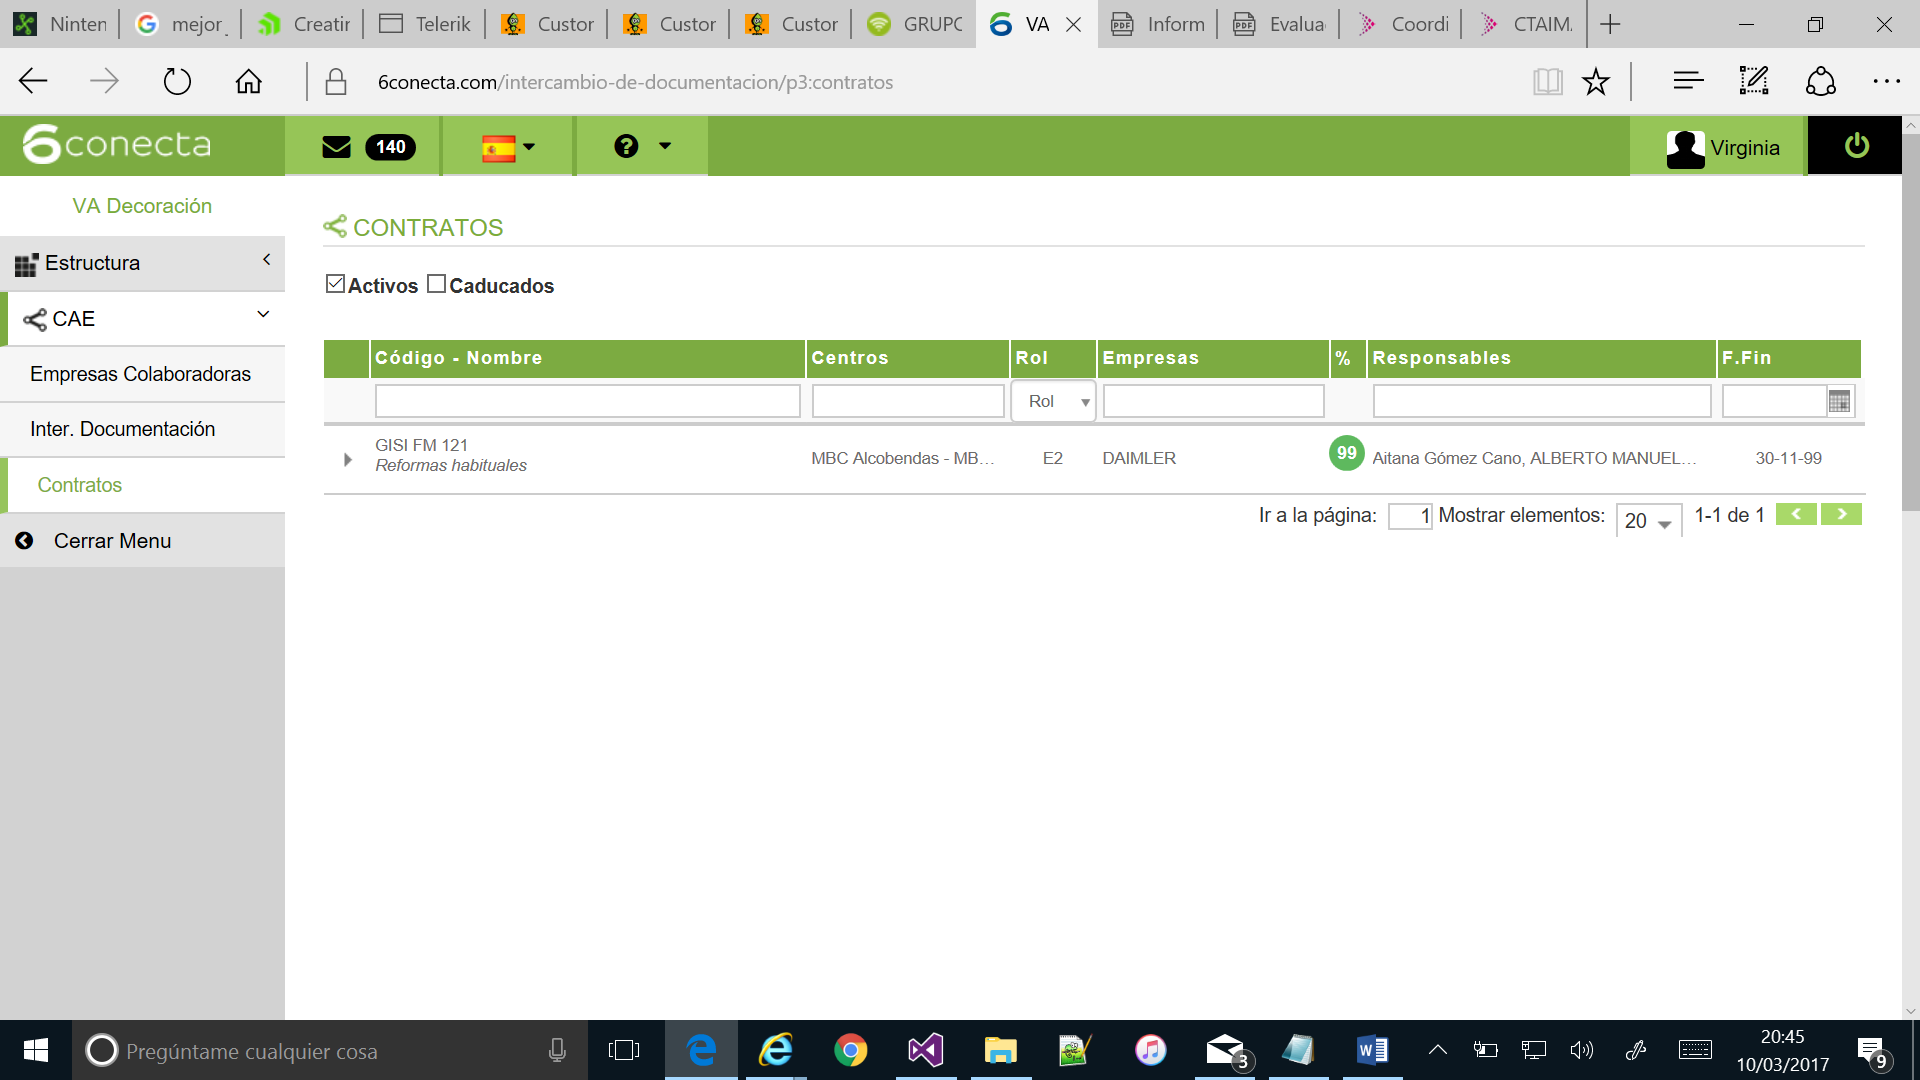 Ninten
mejor
Creatir
Telerik
Custor
Custor
Custor
GRUPC
VA
Inform
Evalua
Coordi
CTAIM
6conecta.com/intercambio-de-documentacion/p3:contratos
6conecta
140
?
Virginia
VA Decoración
Estructura
CAE
Empresas Colaboradoras
Inter. Documentación
Contratos
Cerrar Menu
CONTRATOS
Activos Caducados
Código - Nombre Centros Rol Empresas % Responsables F.Fin
Rol
GISI FM 121
Reformas habituales
MBC Alcobendas - MB... E2 DAIMLER 99 Aitana Gómez Cano, ALBERTO MANUEL... 30-11-99
Ir a la página: 1 Mostrar elementos: 20 1-1 de 1
Pregúntame cualquier cosa
3
20:45
10/03/2017
9